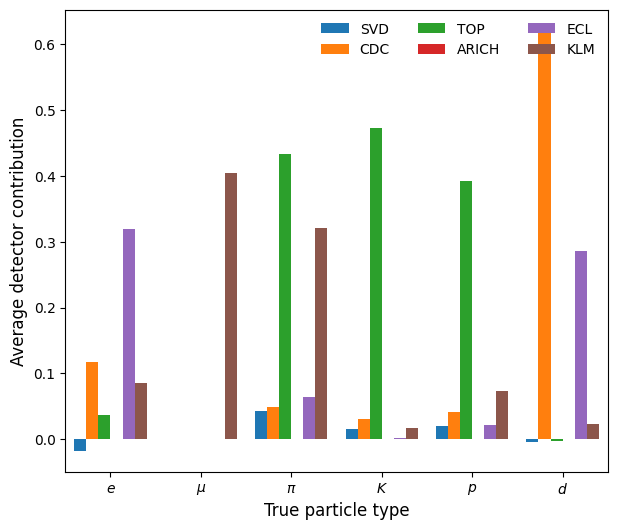 SVD TOP ECL
CDC ARICH KLM
0.6
0.5
0.4
0.3
0.2
0.1
0.0
Average detector contribution
e μ π K p d
True particle type